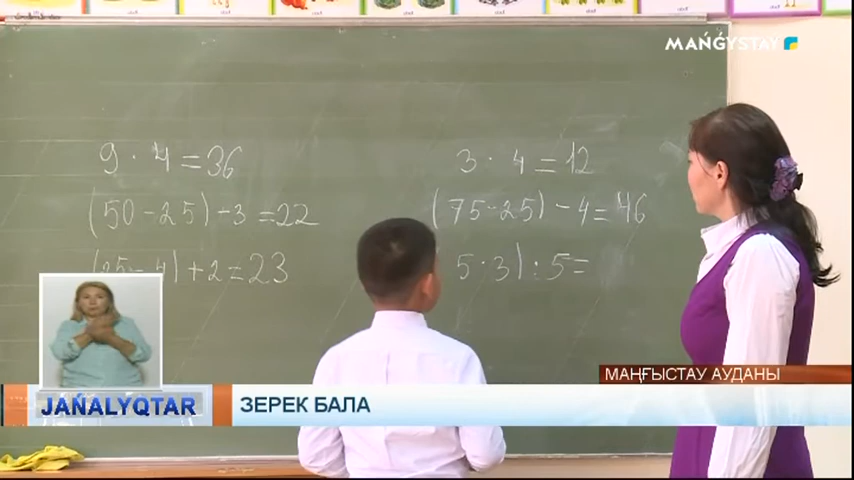 MAŃǴYSTAY
9 · 4 = 36
(50 - 25) - 3 = 22
(25 - 4) + 2 = 23
3 · 4 = 12
(75 - 25) - 4 = 46
5 · 3) : 5 =
МАҢҒЫСТАУ АУДАНЫ
JAŃALYQTAR
ЗЕРЕК БАЛА